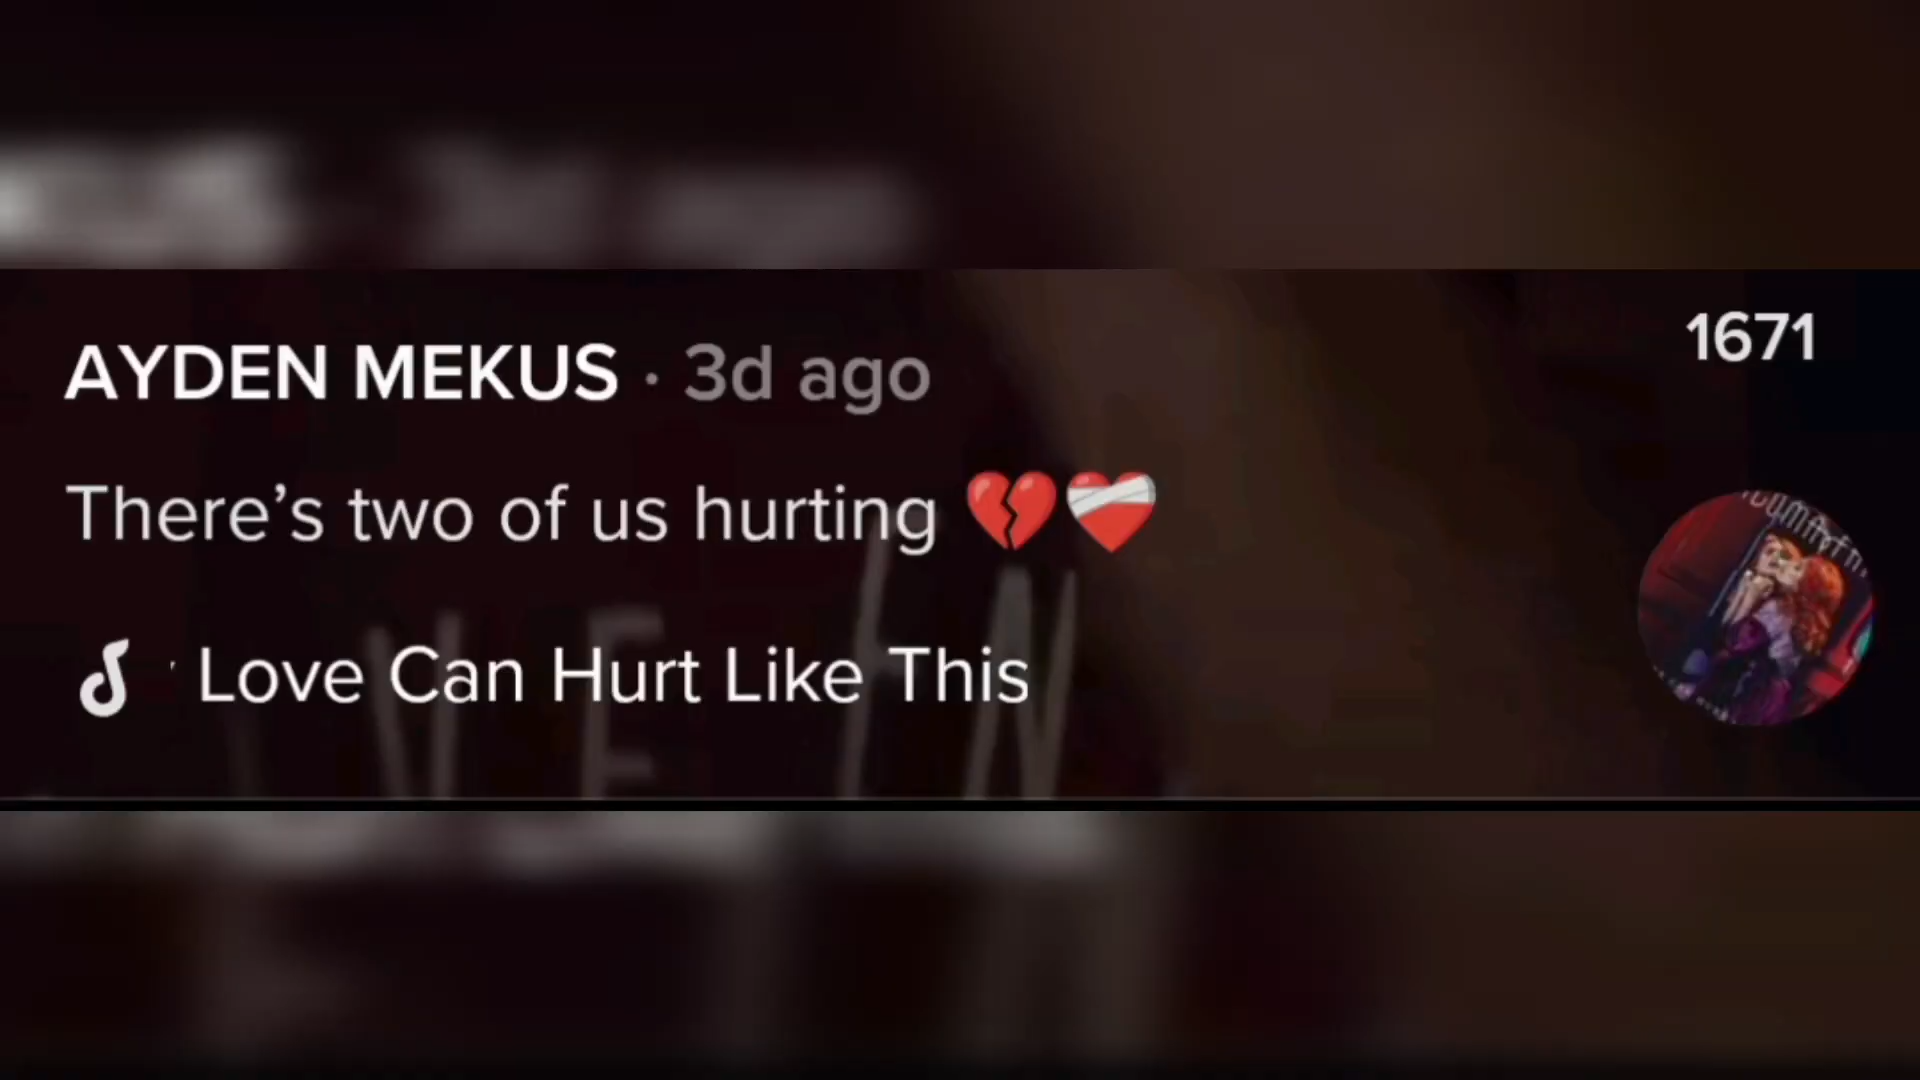 AYDEN MEKUS · 3d ago
1671
There’s two of us hurting 💔❤️‍🩹
Love Can Hurt Like This